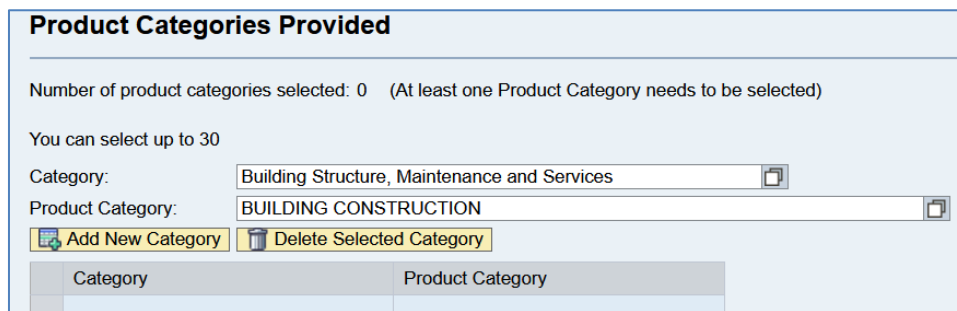 Product Categories Provided
Number of product categories selected: 0 (At least one Product Category needs to be selected)
You can select up to 30
Category: Building Structure, Maintenance and Services
Product Category: BUILDING CONSTRUCTION
Add New Category Delete Selected Category
Category Product Category